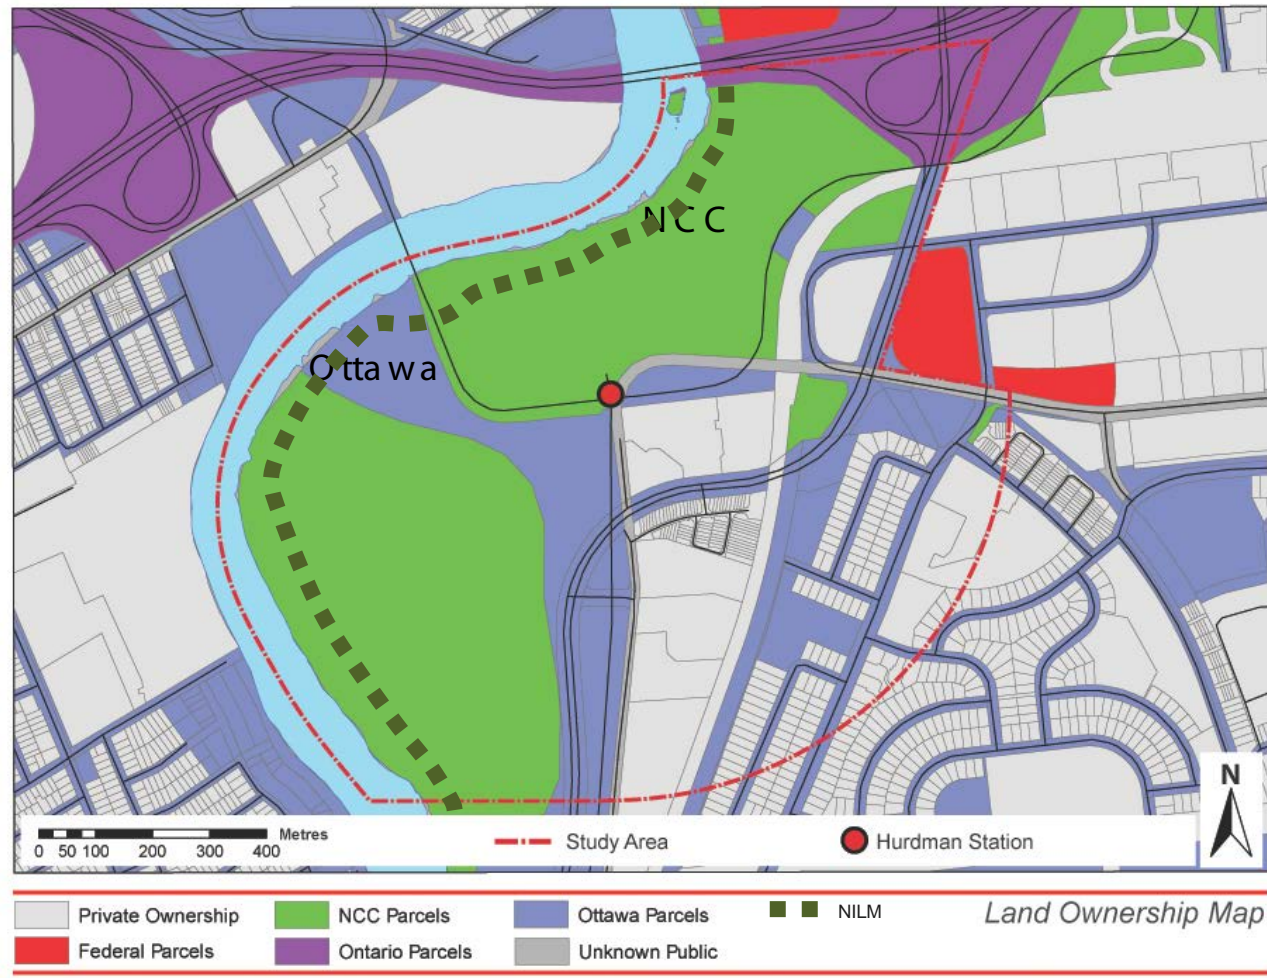 NCC
Ottawa
N
Metres
0 50 100 200 300 400
Study Area
Hurdman Station
Private Ownership
NCC Parcels
Ottawa Parcels
NILM
Land Ownership Map
Federal Parcels
Ontario Parcels
Unknown Public